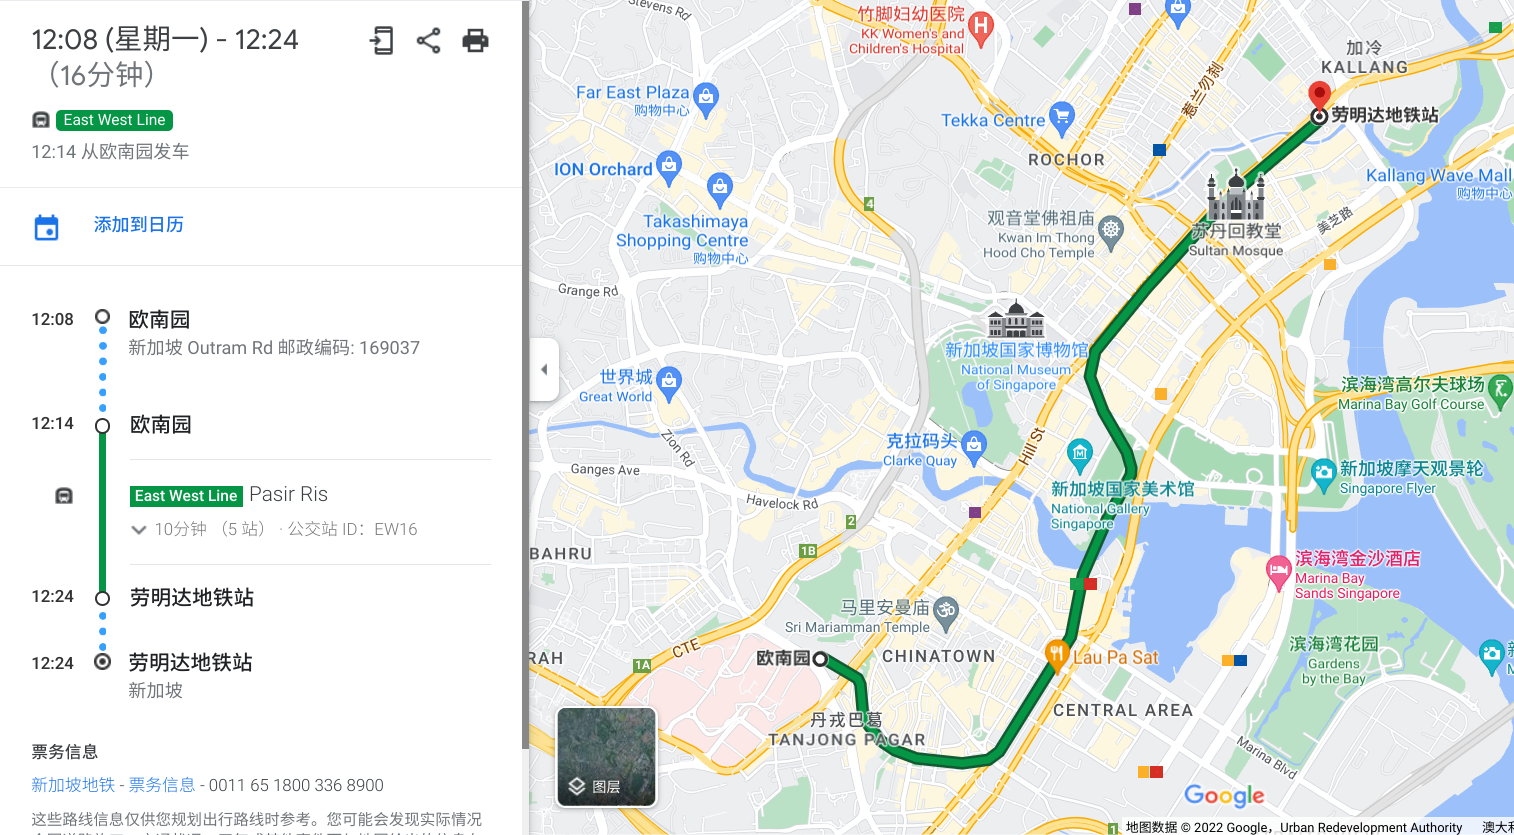 12:08 (星期一) - 12:24
（16分钟）
East West Line
12:14 从欧南园发车
添加到日历
12:08 欧南园
新加坡 Outram Rd 邮政编码: 169037
12:14 欧南园
East West Line Pasir Ris
10分钟 （5 站） · 公交站 ID：EW16
12:24 劳明达地铁站
12:24 劳明达地铁站
新加坡
票务信息
新加坡地铁 - 票务信息 - 0011 65 1800 336 8900
这些路线信息仅供您规划出行路线时参考。您可能会发现实际情况
Stevens Rd
竹脚妇幼医院
KK Women's and
Children's Hospital
加冷
KALLANG
Far East Plaza
购物中心
惹兰勿刹
劳明达地铁站
Tekka Centre
ROCHOR
ION Orchard
Kallang Wave Mall
购物中心
4
Takashimaya
Shopping Centre
购物中心
观音堂佛祖庙
Kwan Im Thong
Hood Cho Temple
美芝路
苏丹回教堂
Sultan Mosque
Grange Rd
新加坡国家博物馆
National Museum
of Singapore
世界城
Great World
滨海湾高尔夫球场
Marina Bay Golf Course
克拉码头
Clarke Quay
Hill St
Zion Rd
Ganges Ave
新加坡摩天观景轮
Singapore Flyer
新加坡国家美术馆
National Gallery
Singapore
Havelock Rd
2
1B
BAHRU
滨海湾金沙酒店
Marina Bay
Sands Singapore
马里安曼庙
Sri Mariamman Temple
CTE
1A
RAH
欧南园
CHINATOWN
Lau Pa Sat
滨海湾花园
Gardens
by the Bay
新
M
CENTRAL AREA
丹戎巴葛
TANJONG PAGAR
Marina Blvd
图层
Google
1
地图数据 © 2022 Google，Urban Redevelopment Authority 澳大利